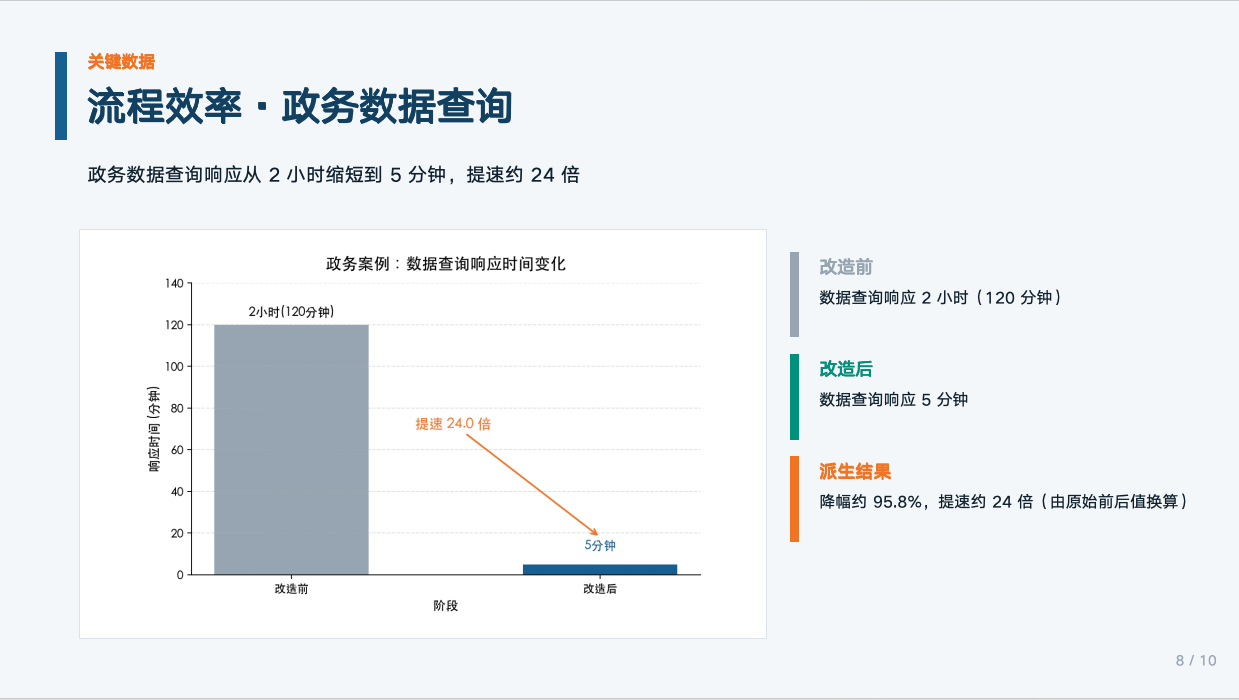 关键数据
流程效率·政务数据查询
政务数据查询响应从 2 小时缩短到 5 分钟，提速约 24 倍
政务案例：数据查询响应时间变化
响应时间 (分钟)
140
120
100
80
60
40
20
0
2小时(120分钟)
提速 24.0 倍
5分钟
改造前
改造后
阶段
改造前
数据查询响应 2 小时（120 分钟）
改造后
数据查询响应 5 分钟
派生结果
降幅约 95.8%，提速约 24 倍（由原始前后值换算）
8 / 10